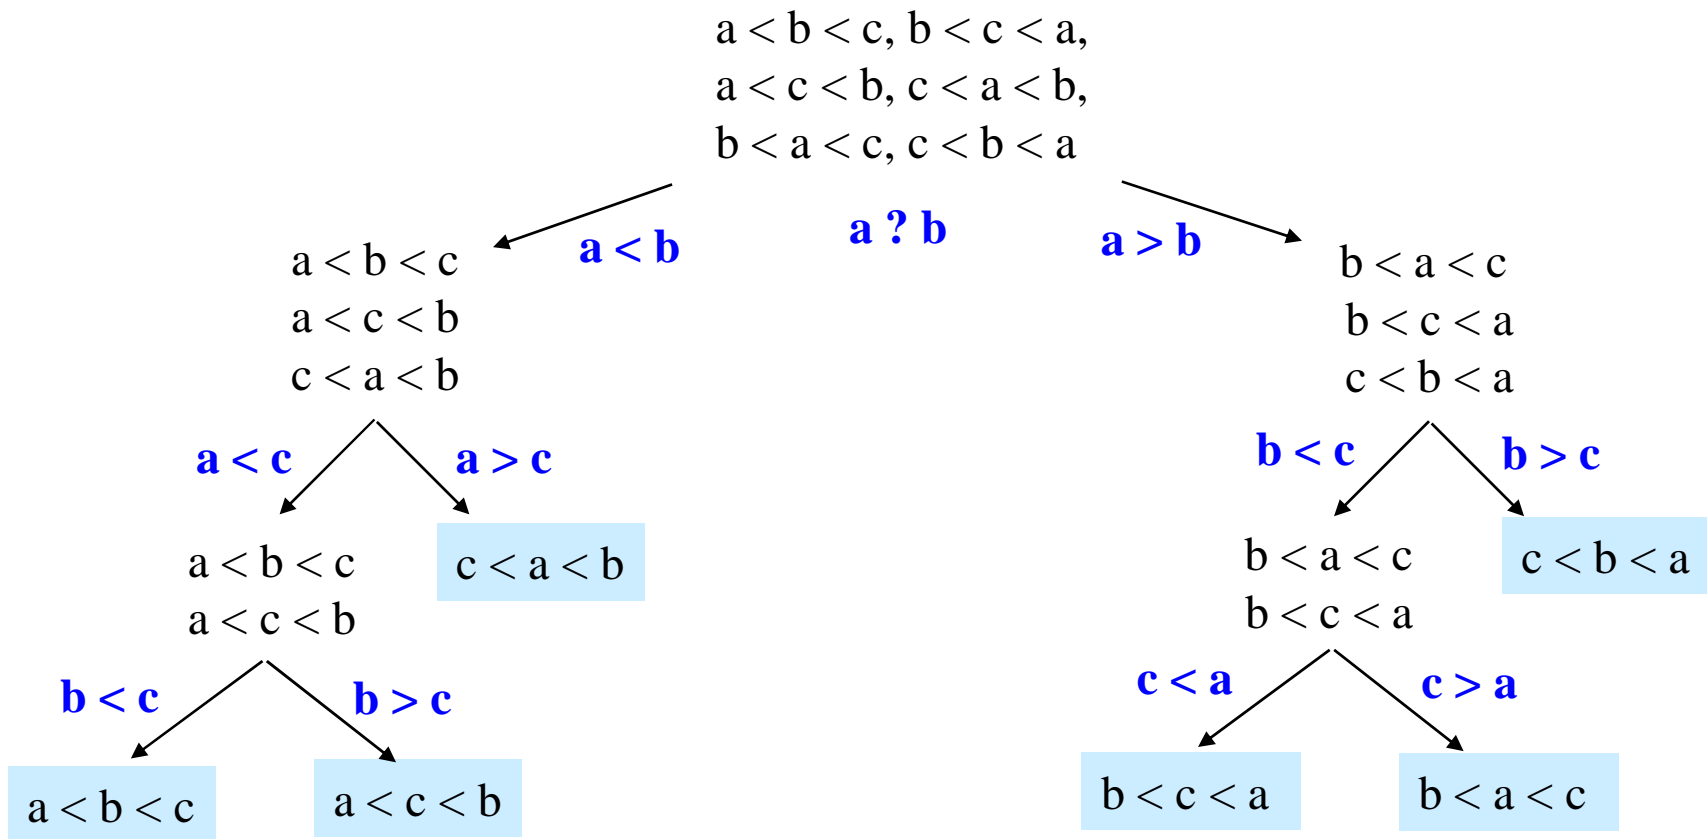 a < b < c, b < c < a,
a < c < b, c < a < b,
b < a < c, c < b < a
a < b
a ? b
a > b
a < b < c
a < c < b
c < a < b
b < a < c
b < c < a
c < b < a
a < c
a > c
b < c
b > c
a < b < c
a < c < b
c < a < b
b < a < c
b < c < a
c < b < a
b < c
b > c
c < a
c > a
a < b < c
a < c < b
b < c < a
b < a < c